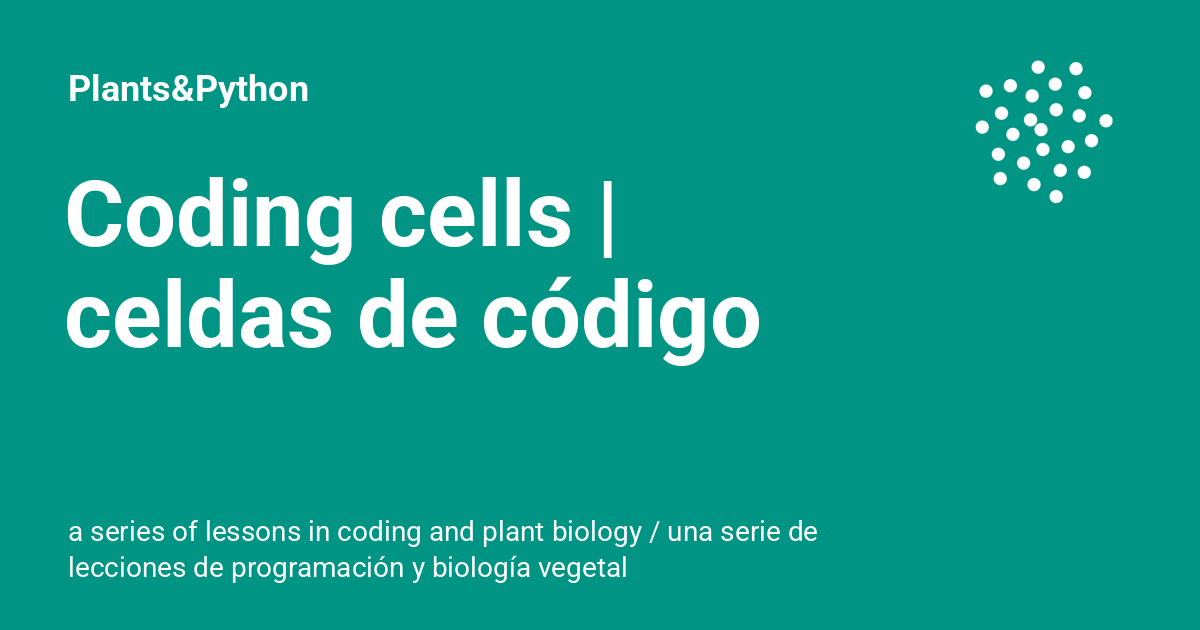 Plants&Python
Coding cells |
celdas de código
a series of lessons in coding and plant biology / una serie de
lecciones de programación y biología vegetal